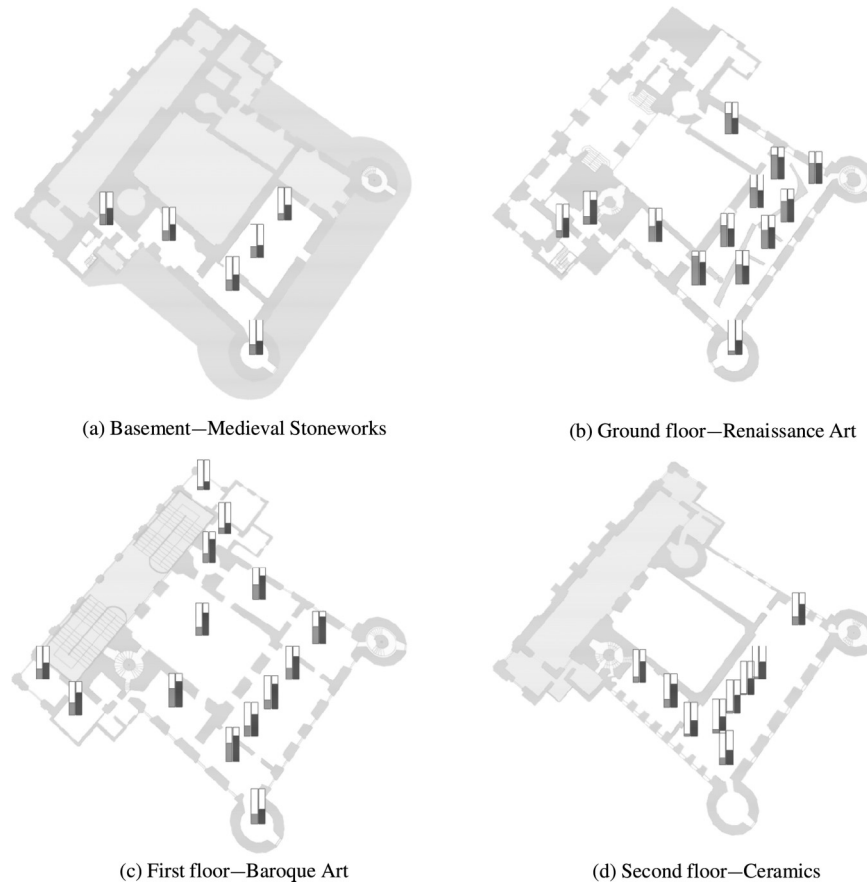 (a) Basement—Medieval Stoneworks
(b) Ground floor—Renaissance Art
(c) First floor—Baroque Art
(d) Second floor—Ceramics